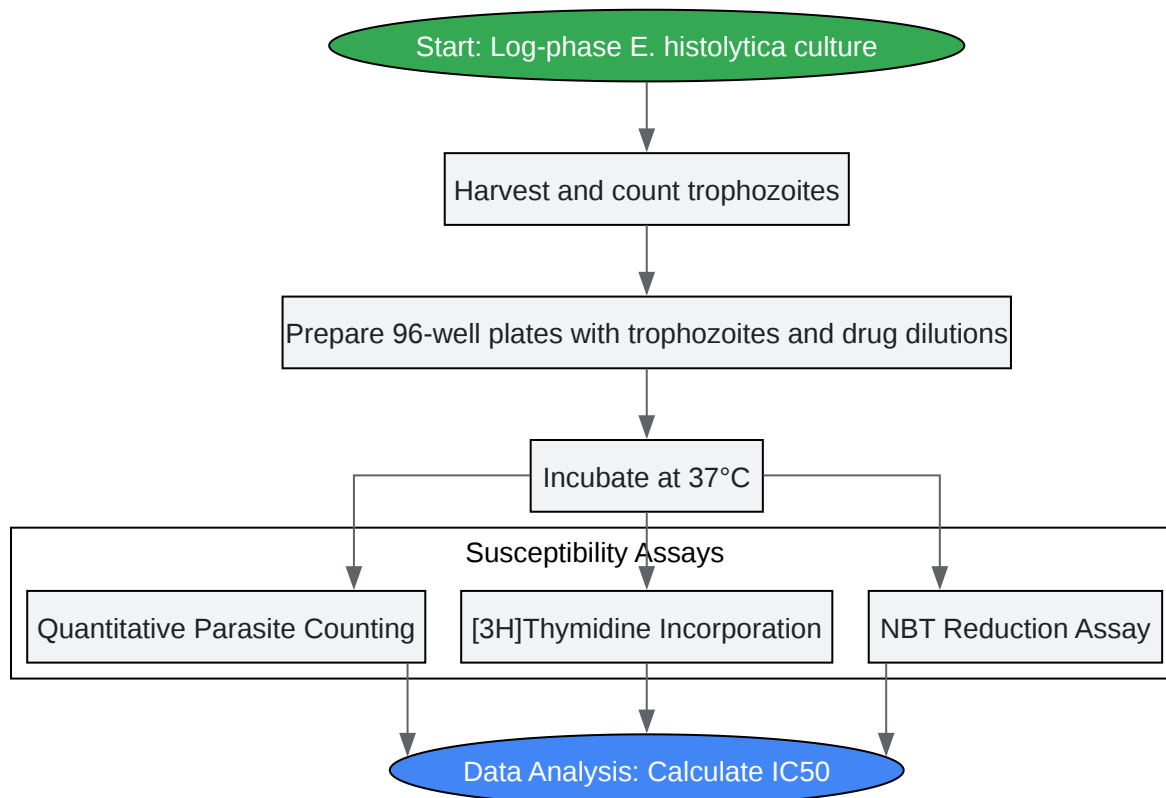 Start: Log-phase E. histolytica culture
Harvest and count trophozoites
Prepare 96-well plates with trophozoites and drug dilutions
Incubate at 37°C
Susceptibility Assays
Quantitative Parasite Counting
[3H]Thymidine Incorporation
NBT Reduction Assay
Data Analysis: Calculate IC50